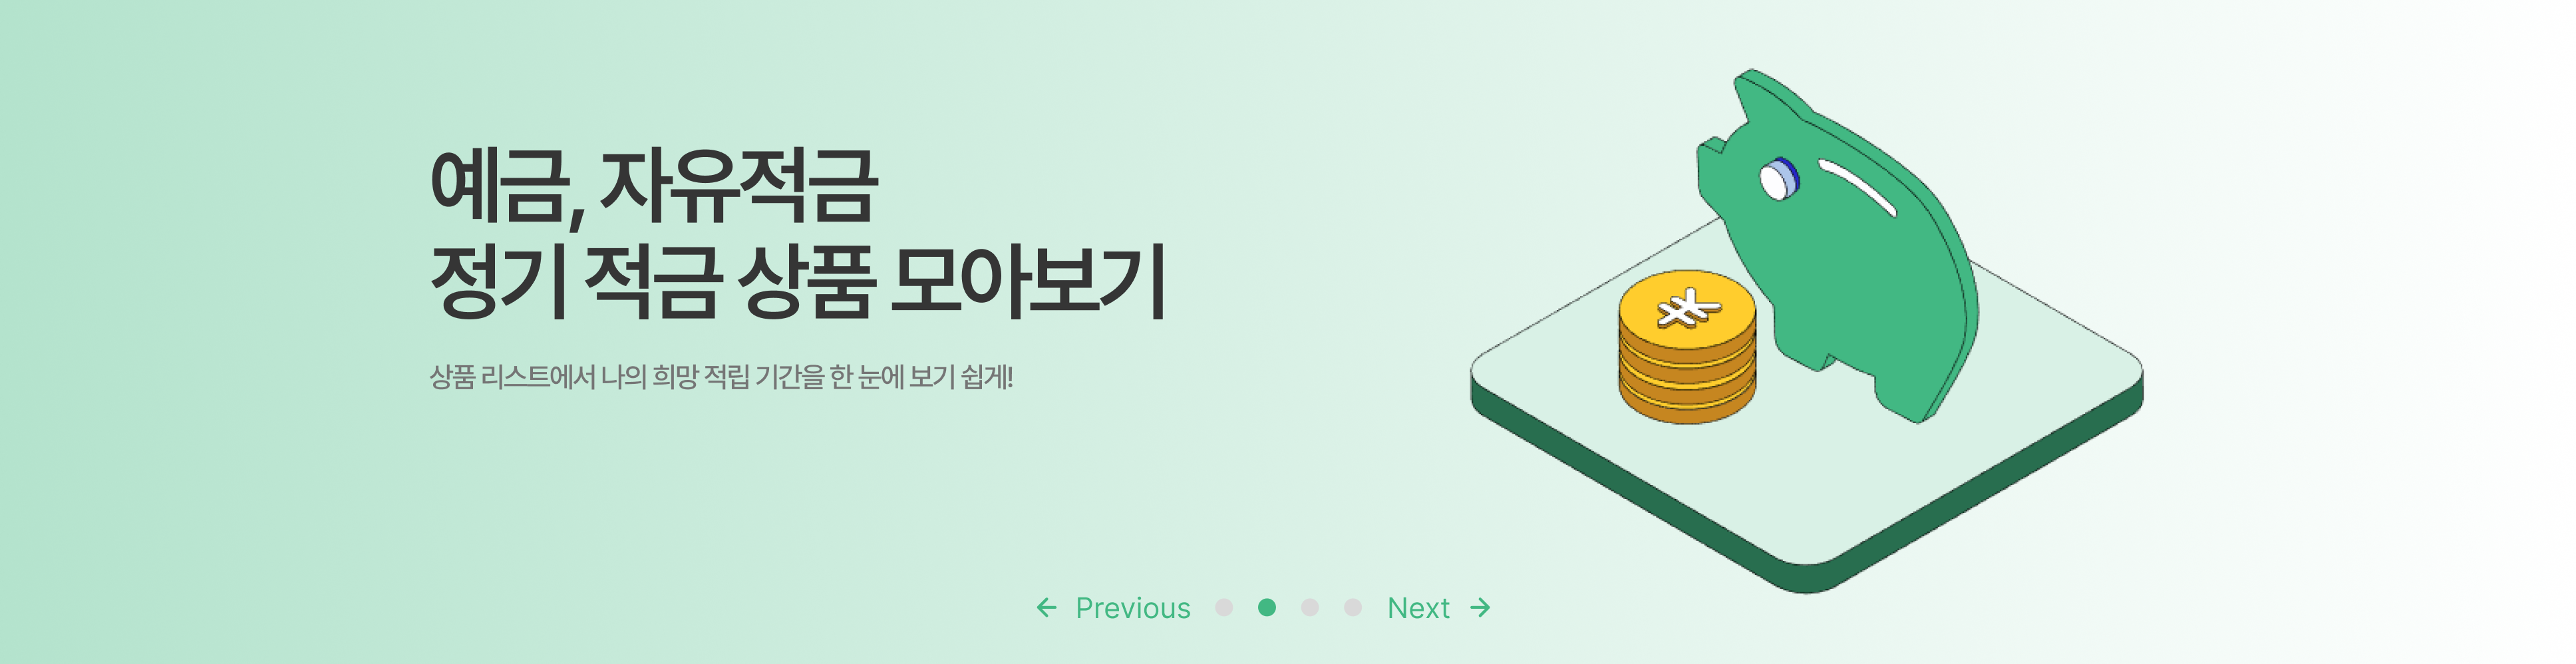 예금, 자유적금
정기 적금 상품 모아보기
상품 리스트에서 나의 희망 적립 기간을 한 눈에 보기 쉽게!
← Previous Next →